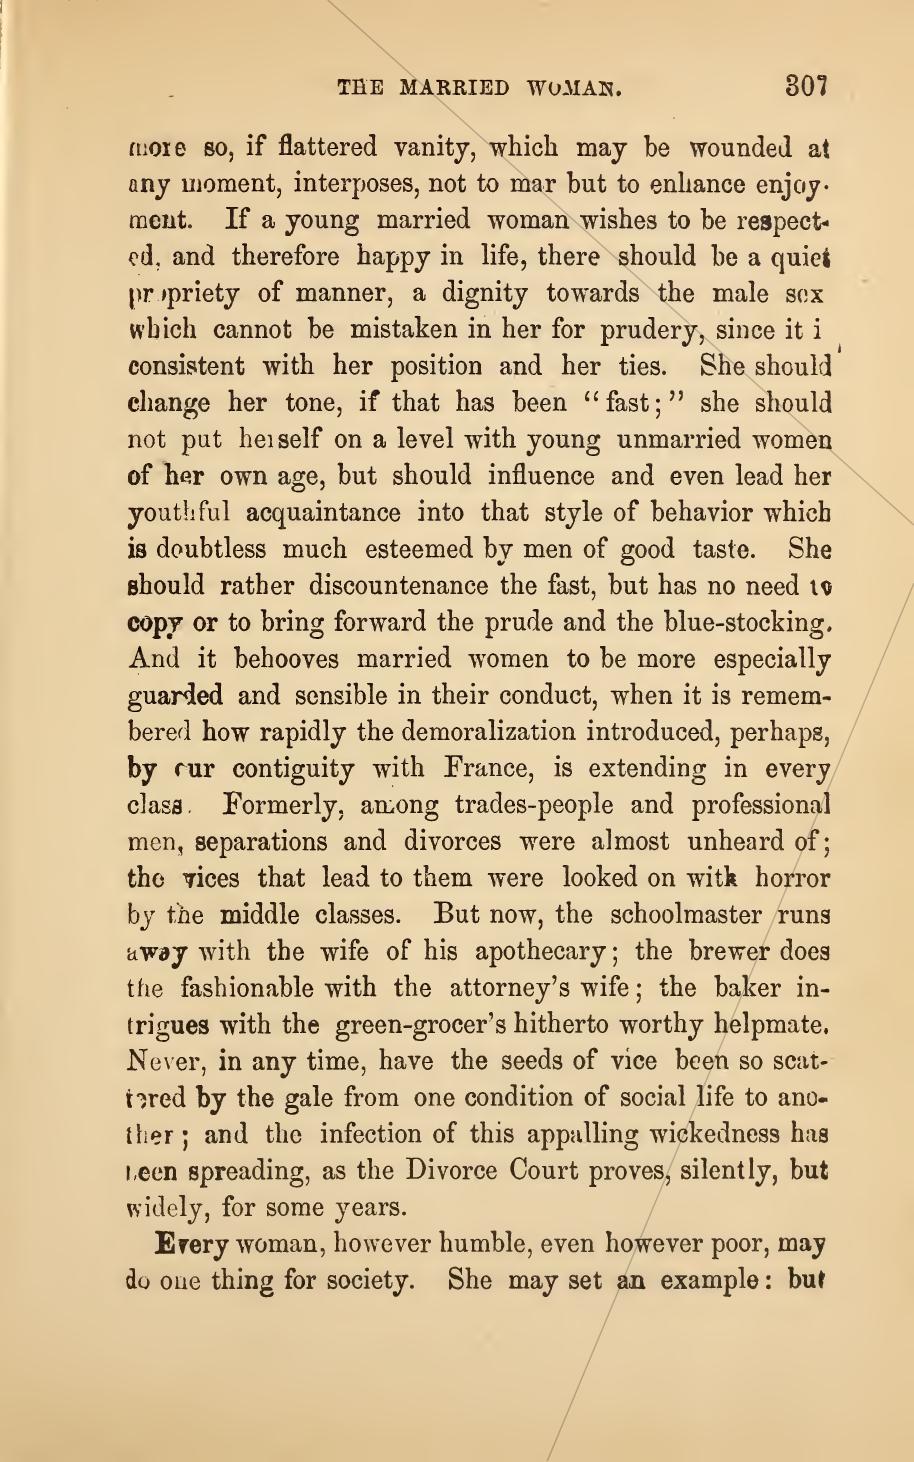 THE MARRIED WOMAN. 307
more so, if flattered vanity, which may be wounded at
any moment, interposes, not to mar but to enhance enjoy-
ment. If a young married woman wishes to be respect-
ed, and therefore happy in life, there should be a quiet
propriety of manner, a dignity towards the male sex
which cannot be mistaken in her for prudery, since it i
consistent with her position and her ties. She should
change her tone, if that has been “fast;” she should
not put herself on a level with young unmarried women
of her own age, but should influence and even lead her
youthful acquaintance into that style of behavior which
is doubtless much esteemed by men of good taste. She
should rather discountenance the fast, but has no need to
copy or to bring forward the prude and the blue-stocking.
And it behooves married women to be more especially
guarded and sensible in their conduct, when it is remem-
bered how rapidly the demoralization introduced, perhaps,
by our contiguity with France, is extending in every
class. Formerly, among trades-people and professional
men, separations and divorces were almost unheard of;
the vices that lead to them were looked on with horror
by the middle classes. But now, the schoolmaster runs
away with the wife of his apothecary; the brewer does
the fashionable with the attorney’s wife; the baker in-
trigues with the green-grocer’s hitherto worthy helpmate.
Never, in any time, have the seeds of vice been so scat-
tered by the gale from one condition of social life to ano-
ther; and the infection of this appalling wickedness has
been spreading, as the Divorce Court proves, silently, but
widely, for some years.
Every woman, however humble, even however poor, may
do one thing for society. She may set an example: but